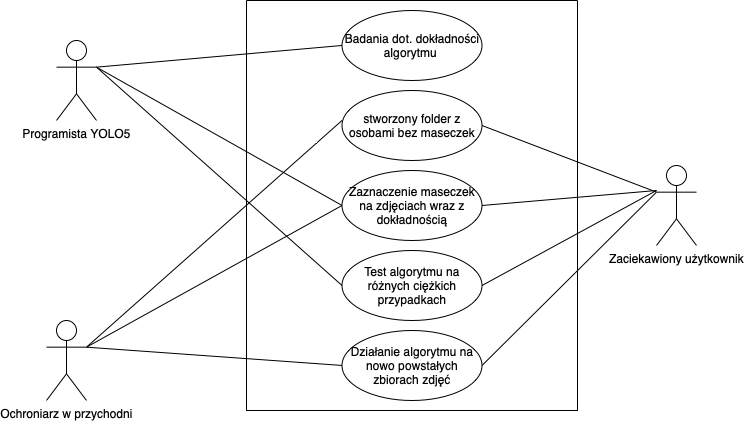 Badania dot. dokładności
algorytmu
Programista YOLO5
stworzony folder z
osobami bez maseczek
Zaznaczenie maseczek
na zdjęciach wraz z
dokładnością
Zaciekawiony użytkownik
Test algorytmu na
różnych ciężkich
przypadkach
Działanie algorytmu na
nowo powstałych
zbiorach zdjęć
Ochroniarz w przychodni